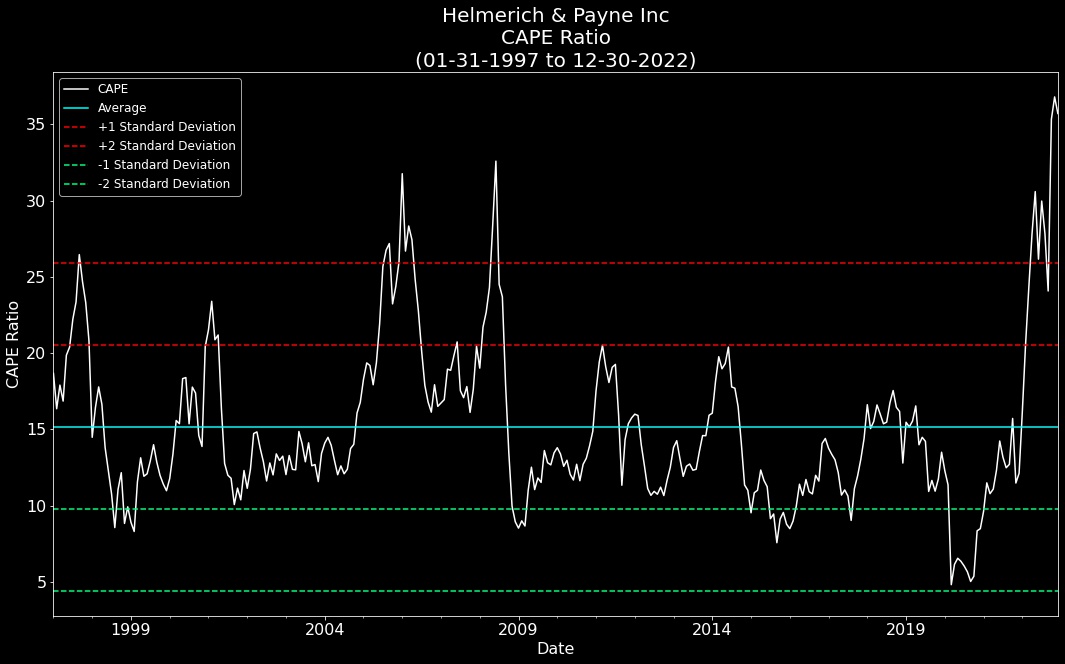 Helmerich & Payne Inc
CAPE Ratio
(01-31-1997 to 12-30-2022)
CAPE
Average
+1 Standard Deviation
+2 Standard Deviation
-1 Standard Deviation
-2 Standard Deviation
CAPE Ratio
35
30
25
20
15
10
5
1999
2004
2009
2014
2019
Date